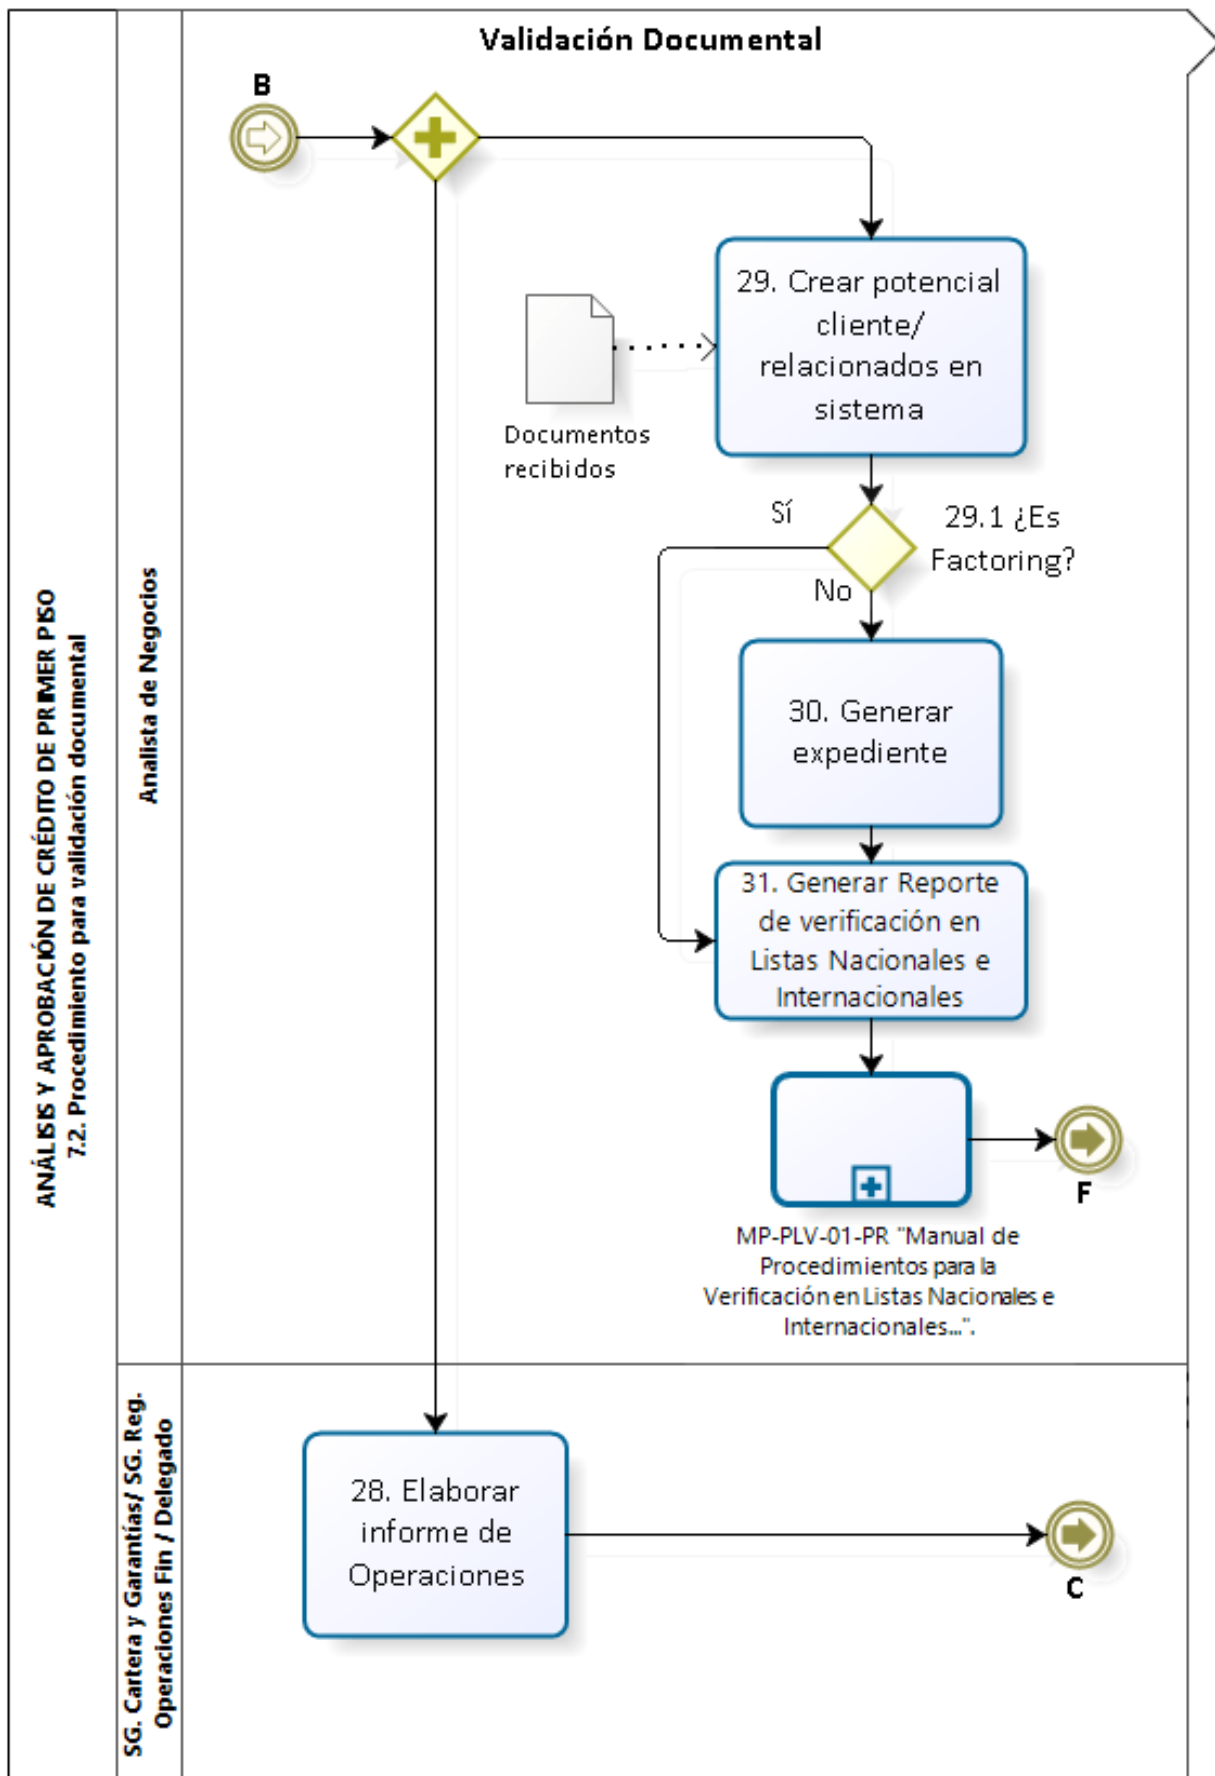 Validación Documental
ANÁLISIS Y APROBACIÓN DE CRÉDITO DE PRIMER PISO
7.2. Procedimiento para validación documental
Analista de Negocios
B
29. Crear potencial
cliente/
relacionados en
sistema
Documentos
recibidos
Sí
29.1 ¿Es
Factoring?
No
30. Generar
expediente
31. Generar Reporte
de verificación en
Listas Nacionales e
Internacionales
F
MP-PLV-01-PR "Manual de
Procedimientos para la
Verificación en Listas Nacionales e
Internacionales...".
SG. Cartera y Garantías/ SG. Reg.
Operaciones Fin / Delegado
28. Elaborar
informe de
Operaciones
C